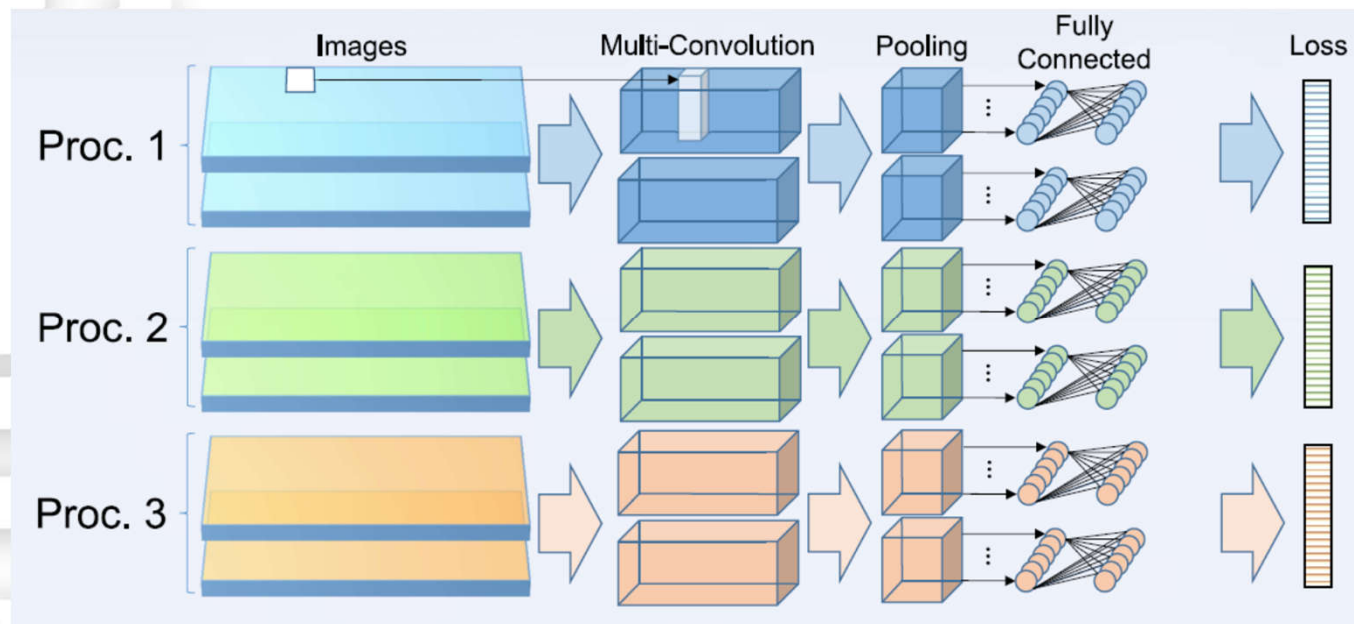 Images
Multi-Convolution
Pooling
Fully
Connected
Loss
Proc. 1
Proc. 2
Proc. 3